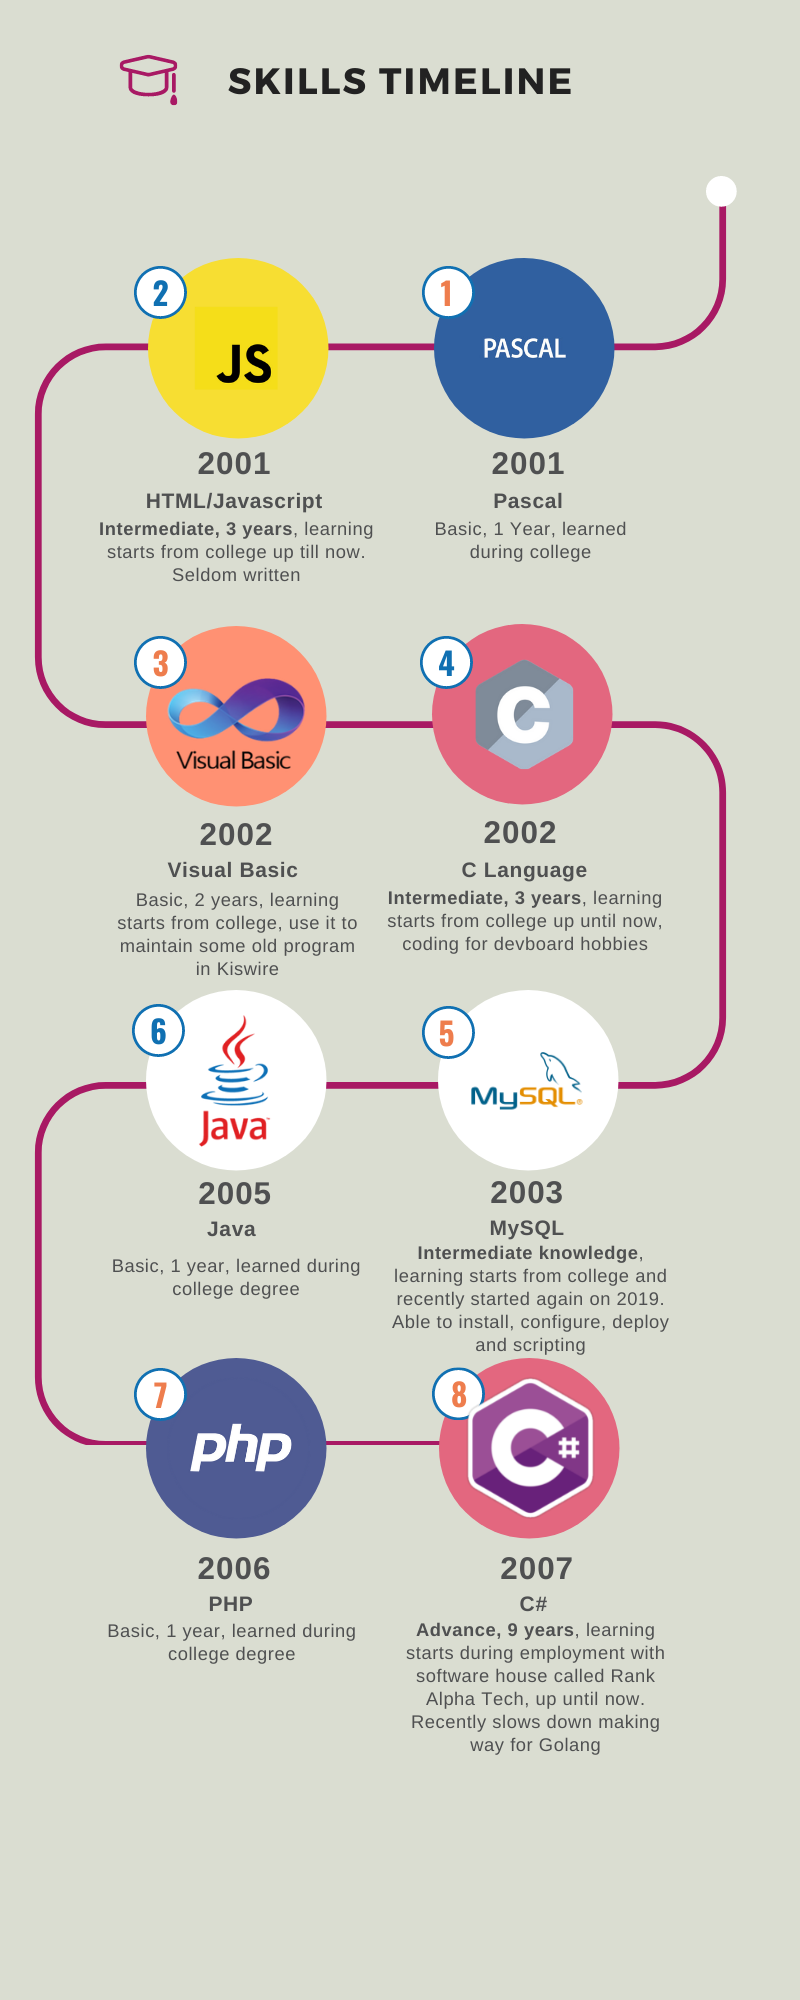 SKILLS TIMELINE
1
PASCAL
2001
Pascal
Basic, 1 Year, learned
during college
2
JS
2001
HTML/Javascript
Intermediate, 3 years, learning
starts from college up till now.
Seldom written
3
Visual Basic
2002
Visual Basic
Basic, 2 years, learning
starts from college, use it to
maintain some old program
in Kiswire
4
C
2002
C Language
Intermediate, 3 years, learning
starts from college up until now,
coding for devboard hobbies
5
MySQL®
2003
MySQL
Intermediate knowledge,
learning starts from college and
recently started again on 2019.
Able to install, configure, deploy
and scripting
6
Java™
2005
Java
Basic, 1 year, learned during
college degree
7
php
2006
PHP
Basic, 1 year, learned during
college degree
8
C#
2007
C#
Advance, 9 years, learning
starts during employment with
software house called Rank
Alpha Tech, up until now.
Recently slows down making
way for Golang